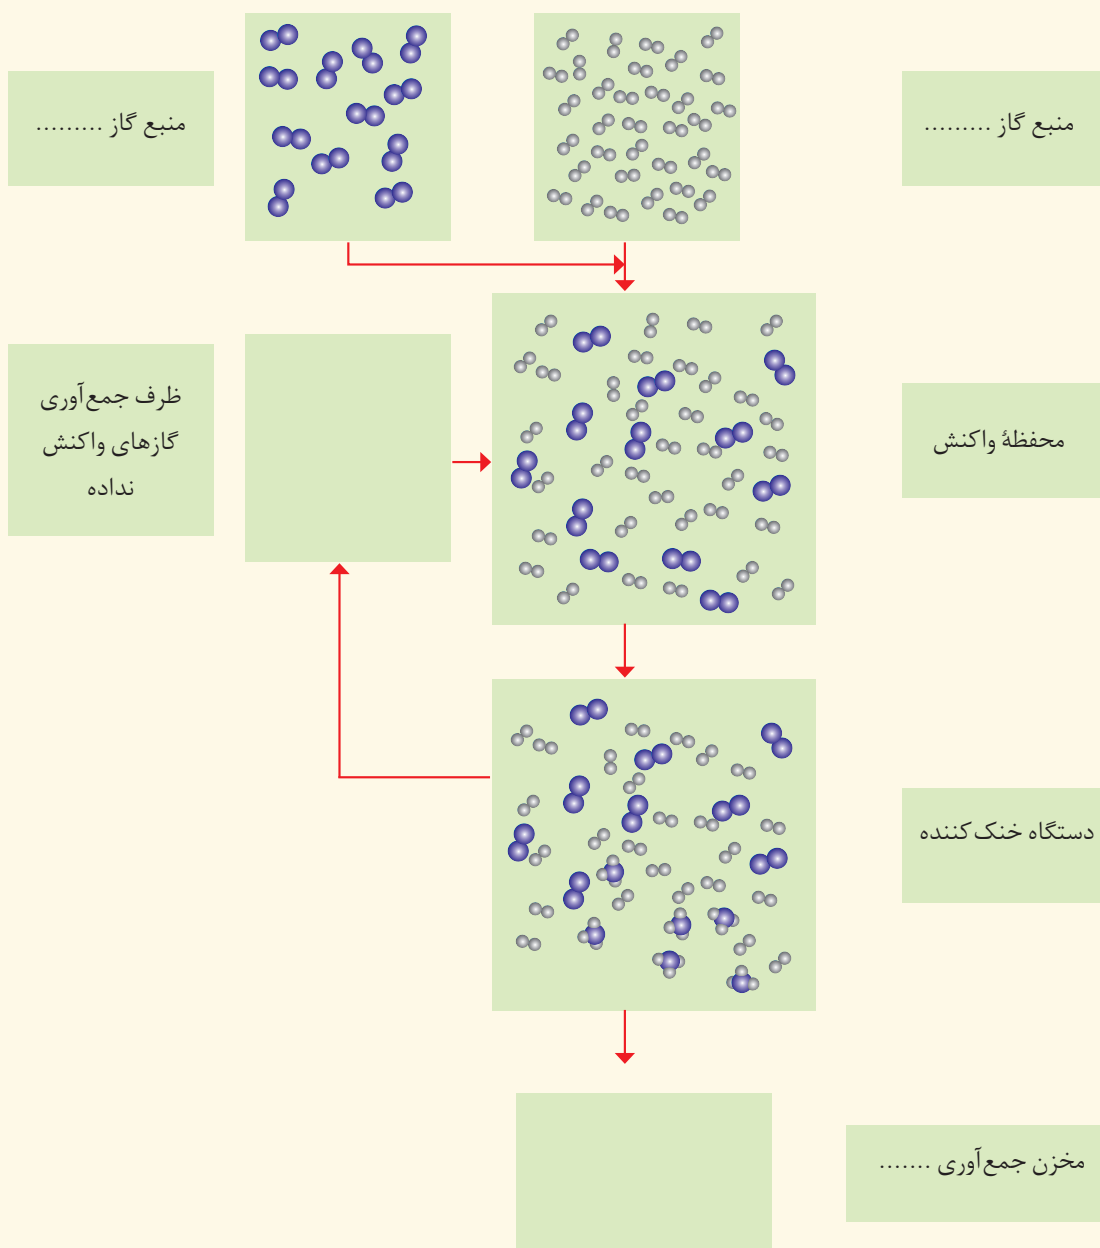 منبع گاز .........
منبع گاز .........
محفظهٔ واکنش
ظرف جمع‌آوری
گازهای واکنش
نداده
دستگاه خنک‌کننده
مخزن جمع‌آوری .......